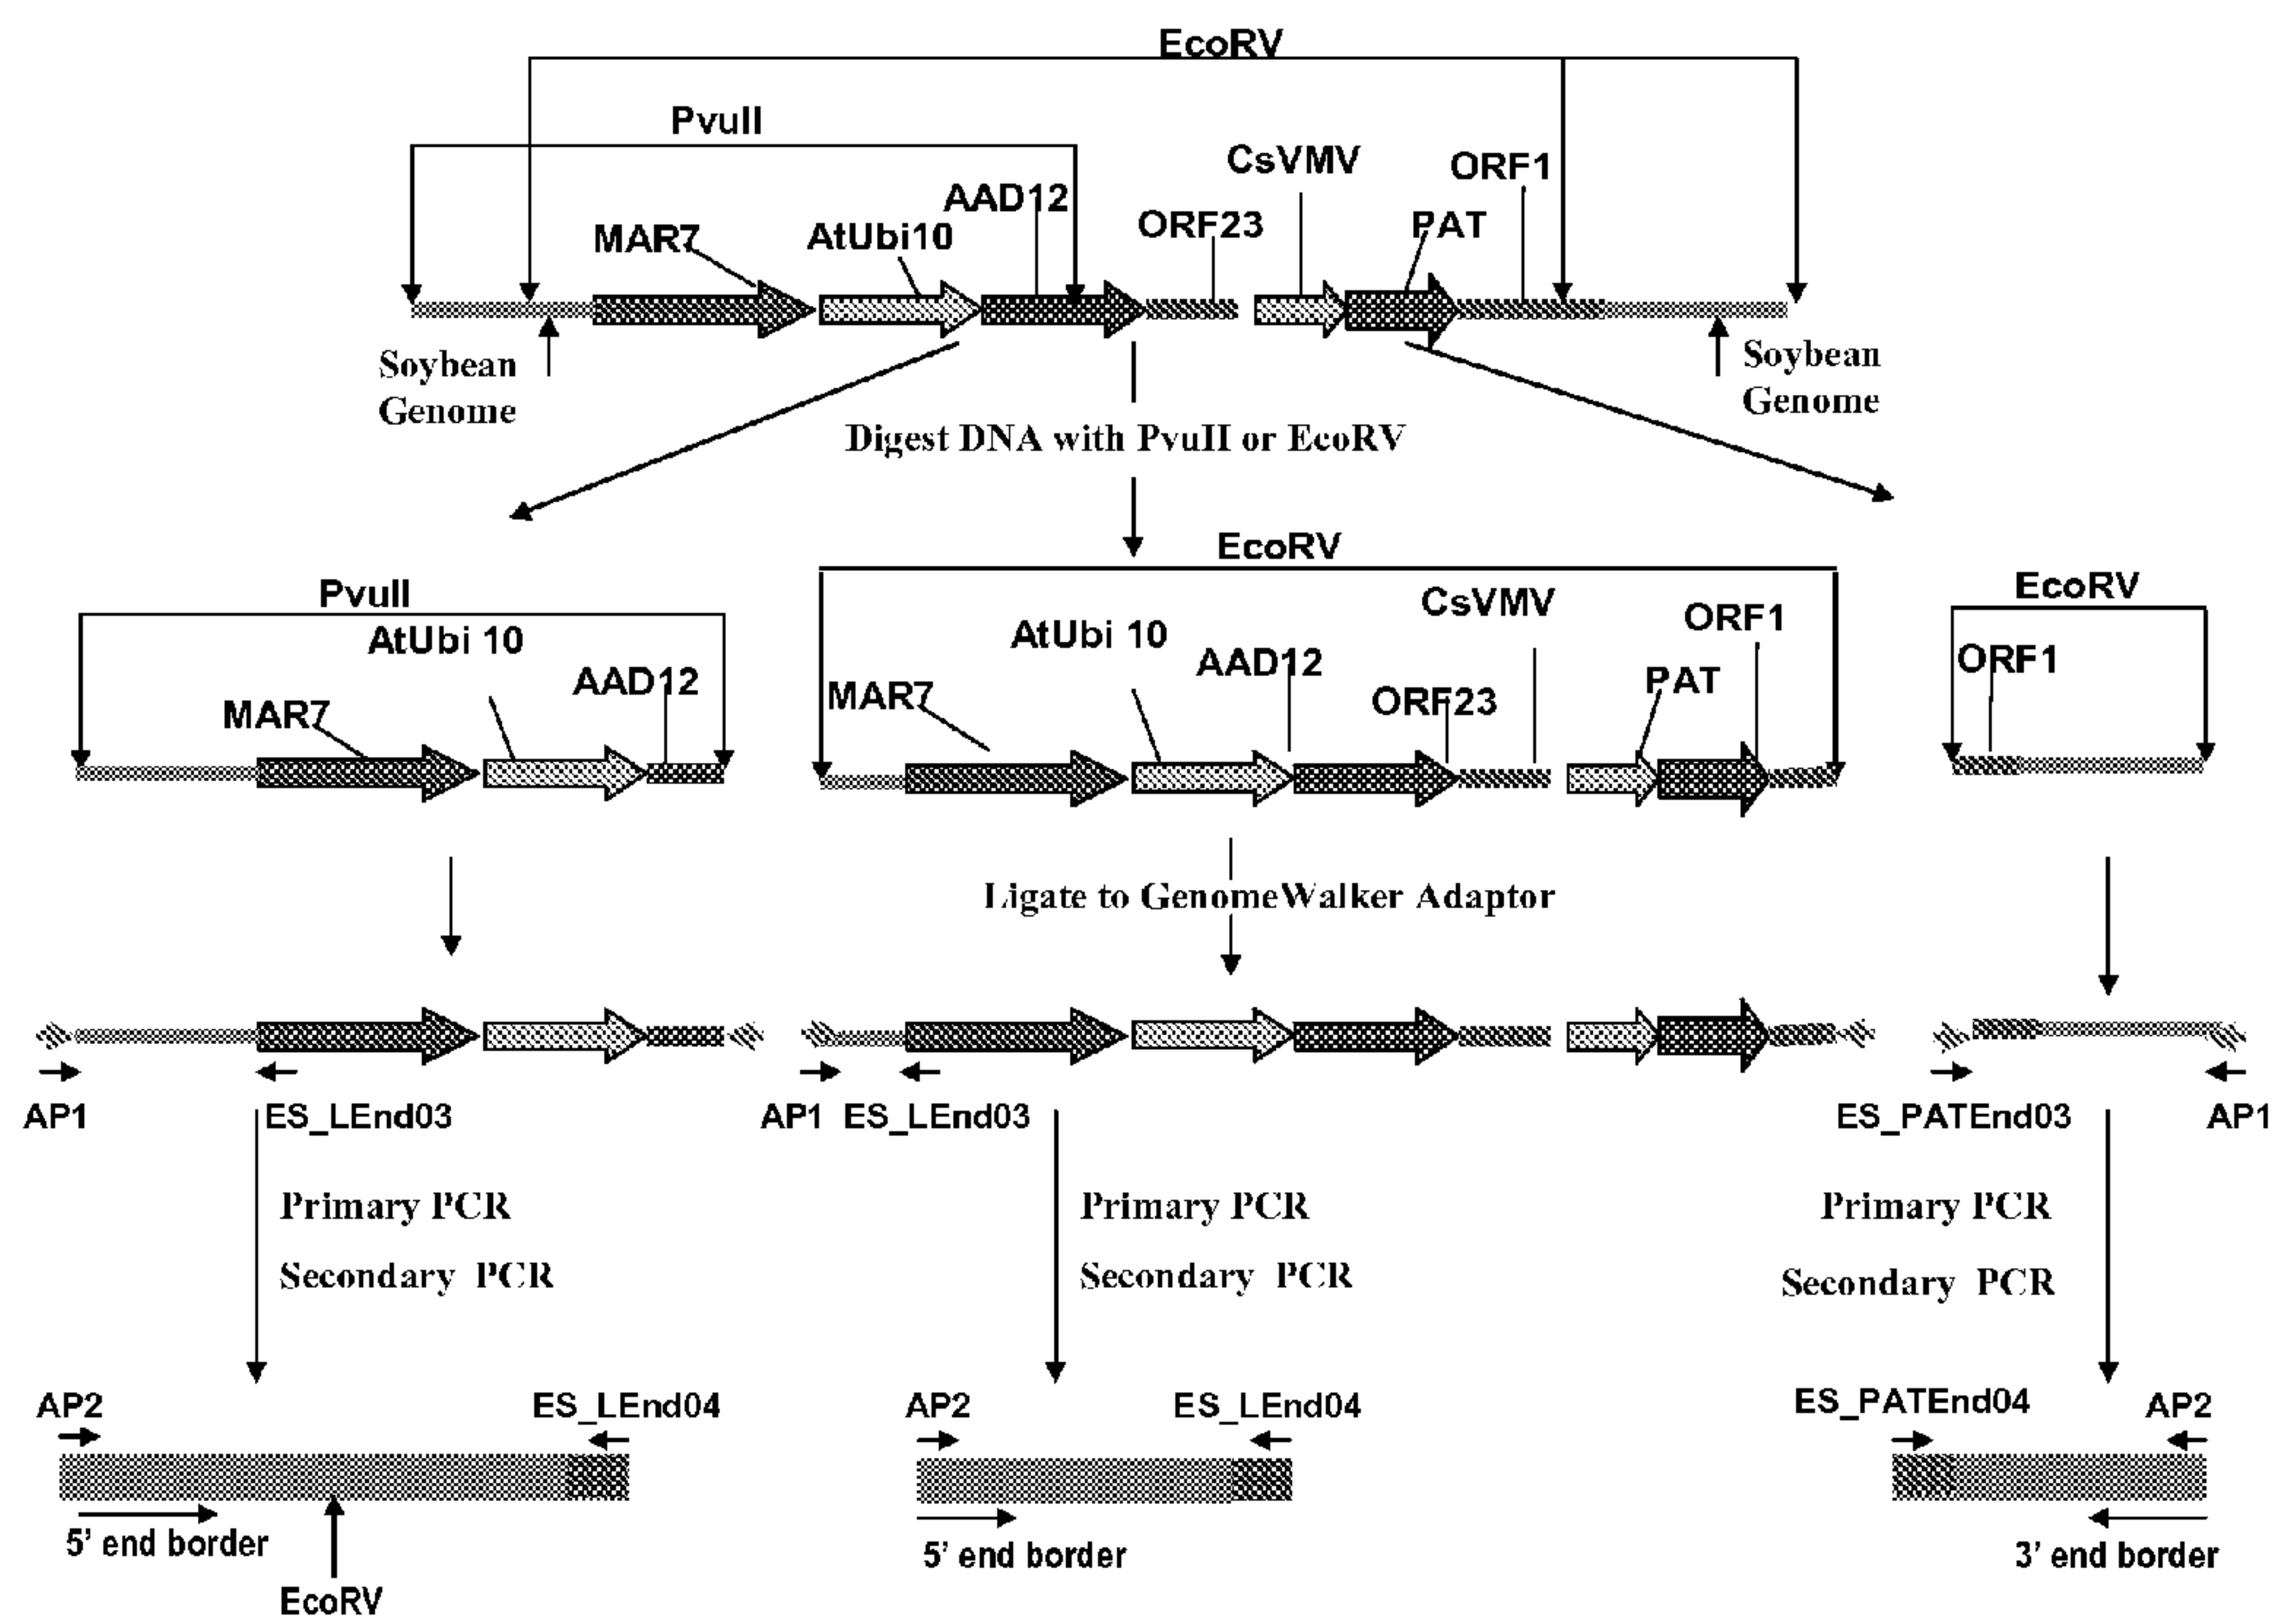 EcoRV
PvuII
CsVMV
ORF1
AAD12
ORF23
PAT
MAR7
AtUbi10
Soybean
Genome
Soybean
Genome
Digest DNA with PvuII or EcoRV
EcoRV
PvuII
EcoRV
AtUbi 10
AAD12
MAR7
CsVMV
ORF1
AtUbi 10
AAD12
PAT
MAR7
ORF23
ORF1
Ligate to GenomeWalker Adaptor
AP1
ES_LEnd03
AP1
ES_LEnd03
ES_PATEnd03
AP1
Primary PCR
Secondary PCR
Primary PCR
Secondary PCR
Primary PCR
Secondary PCR
AP2
ES_LEnd04
AP2
ES_LEnd04
ES_PATEnd04
AP2
5’ end border
EcoRV
5’ end border
3’ end border